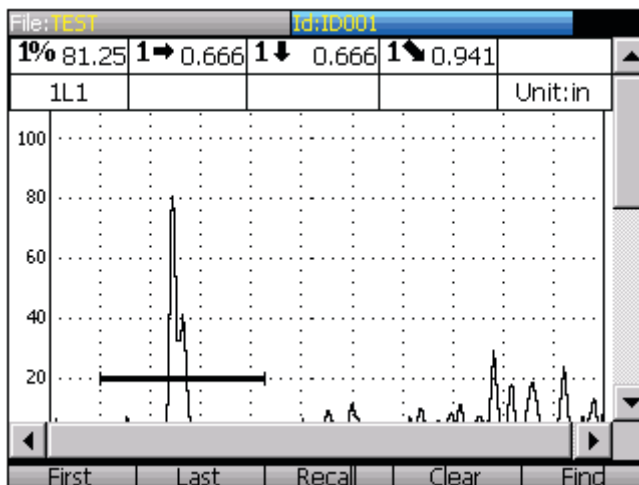 File:TEST Id:ID001
1% 81.25 1➡ 0.666 1⬇ 0.666 1⬊ 0.941
1L1 Unit:in
100
80
60
40
20
First Last Recall Clear Find